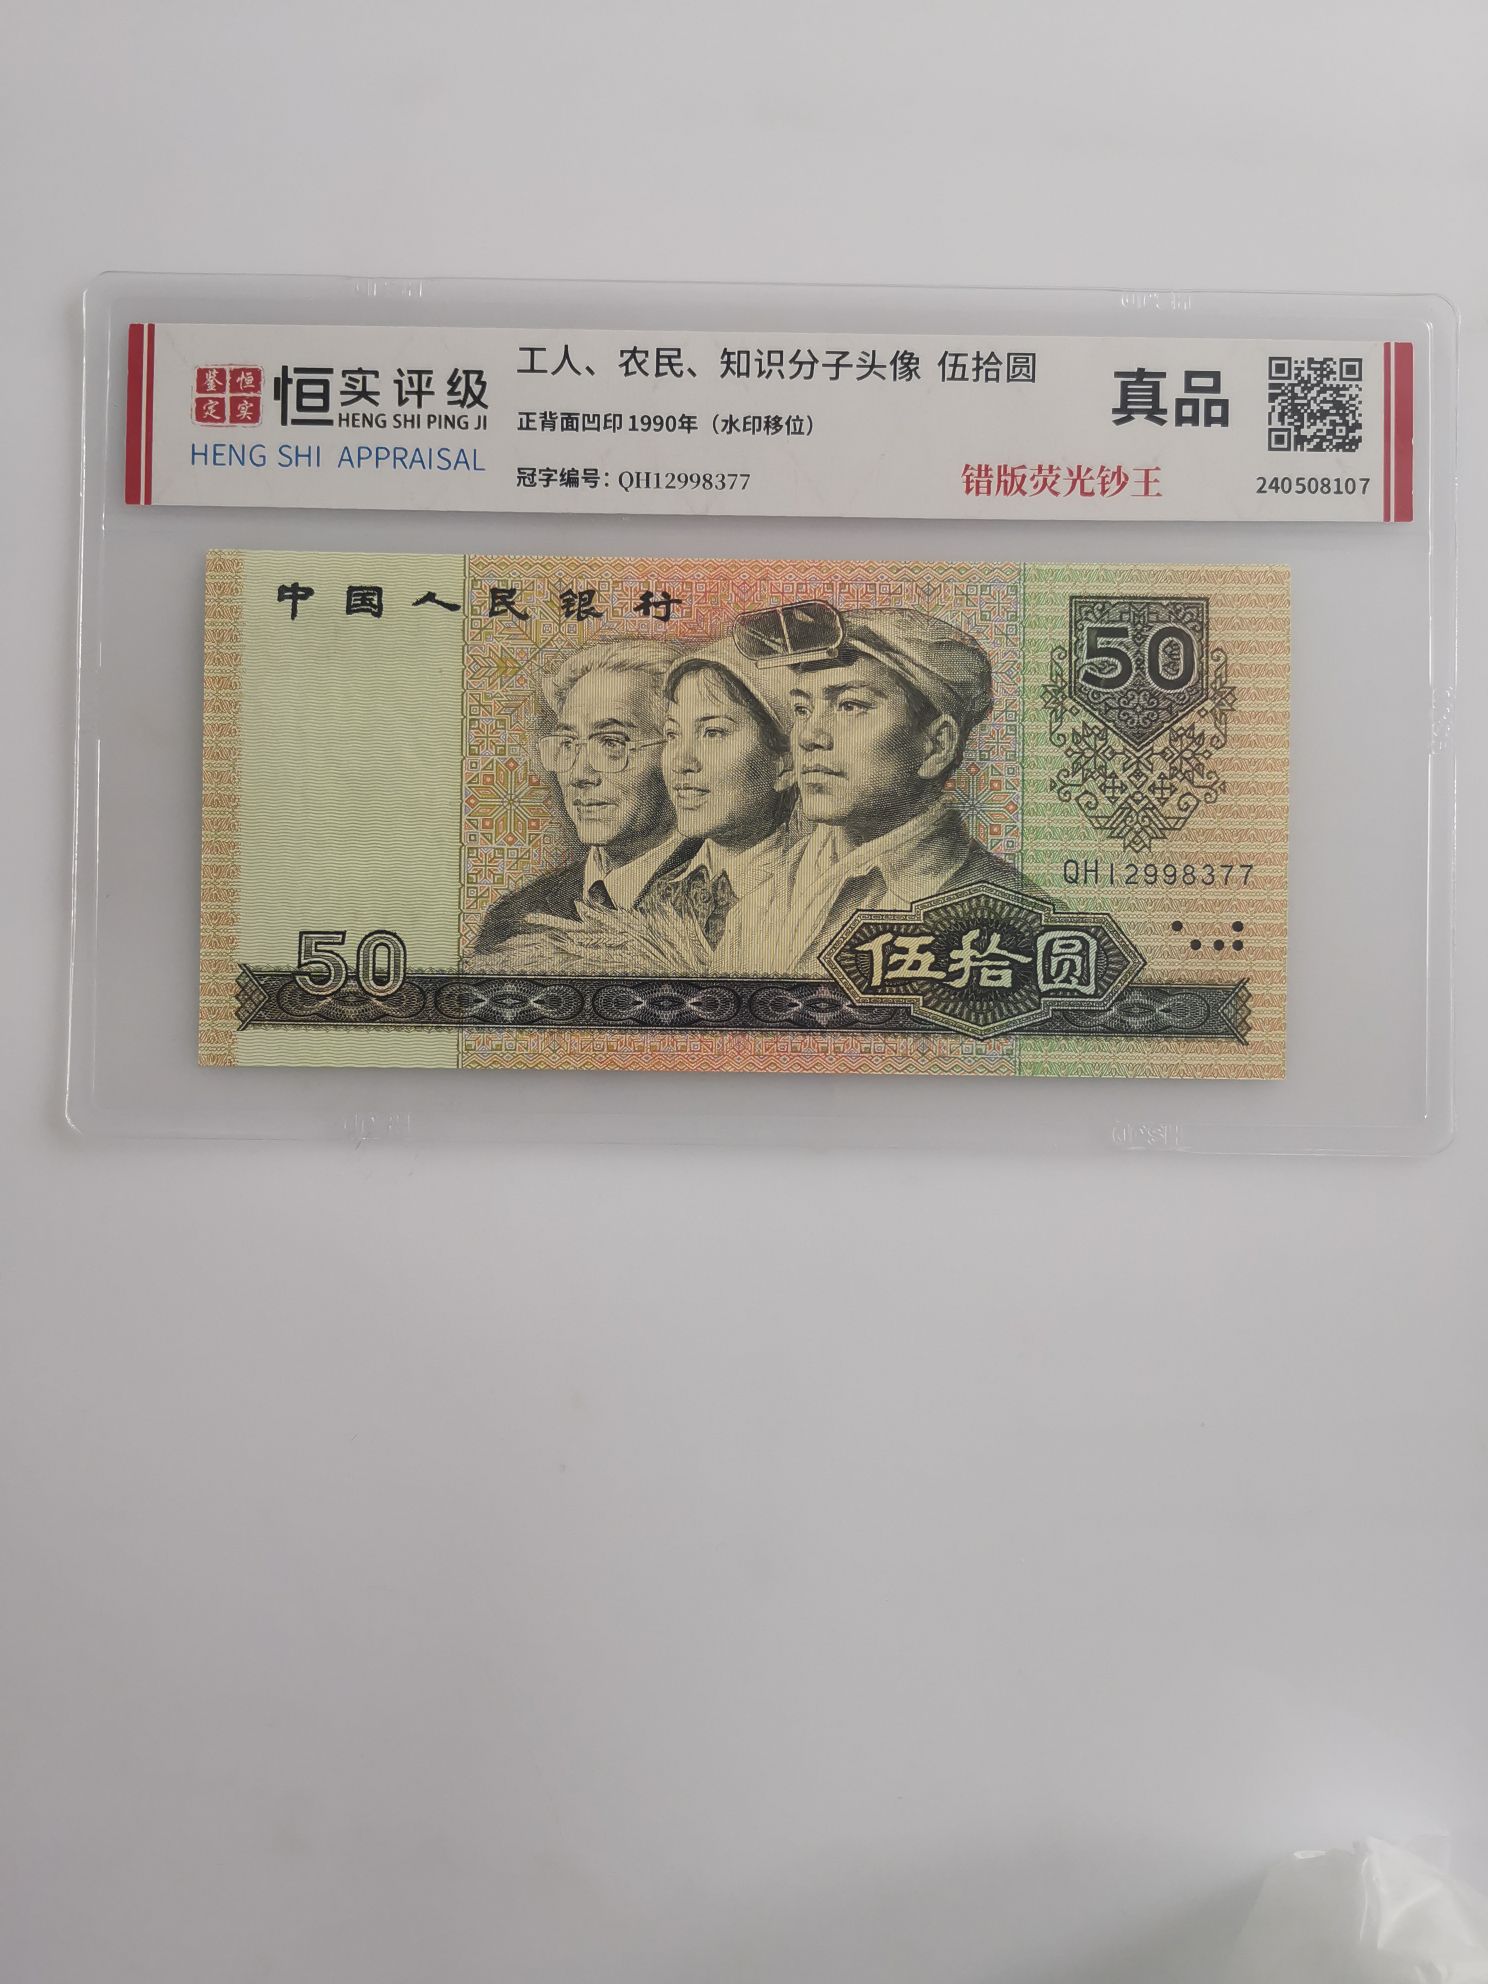 鉴恒
定实
恒实评级
HENG SHI PING JI
HENG SHI APPRAISAL
工人、农民、知识分子头像 伍拾圆
正背面凹印 1990年（水印移位）
冠字编号：QH12998377
真品
错版荧光钞王
240508107
中国人民银行
50
QH12998377
50
伍拾圆